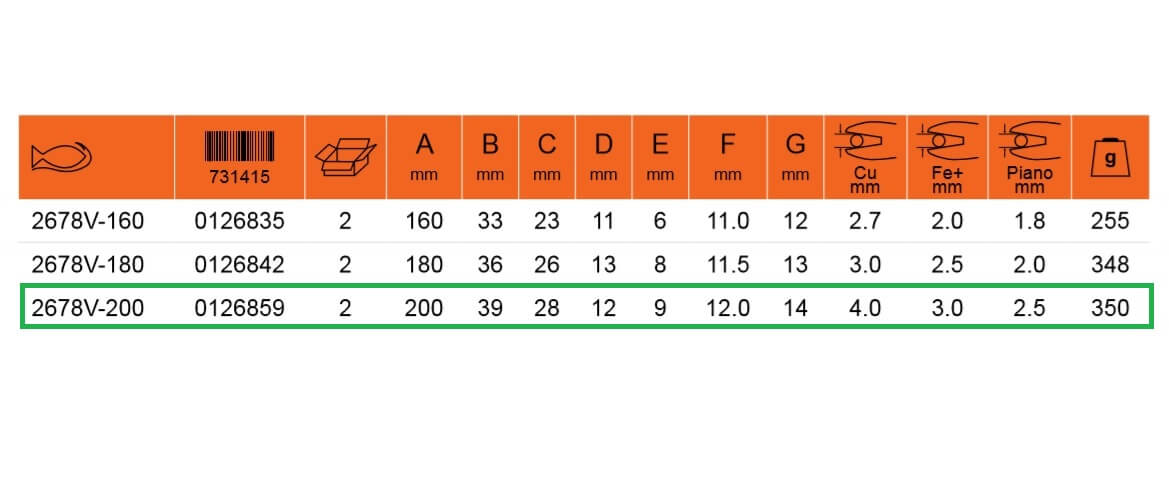 731415 A mm B mm C mm D mm E mm F mm G mm Cu mm Fe+ mm Piano mm g
2678V-160 0126835 2 160 33 23 11 6 11.0 12 2.7 2.0 1.8 255
2678V-180 0126842 2 180 36 26 13 8 11.5 13 3.0 2.5 2.0 348
2678V-200 0126859 2 200 39 28 12 9 12.0 14 4.0 3.0 2.5 350